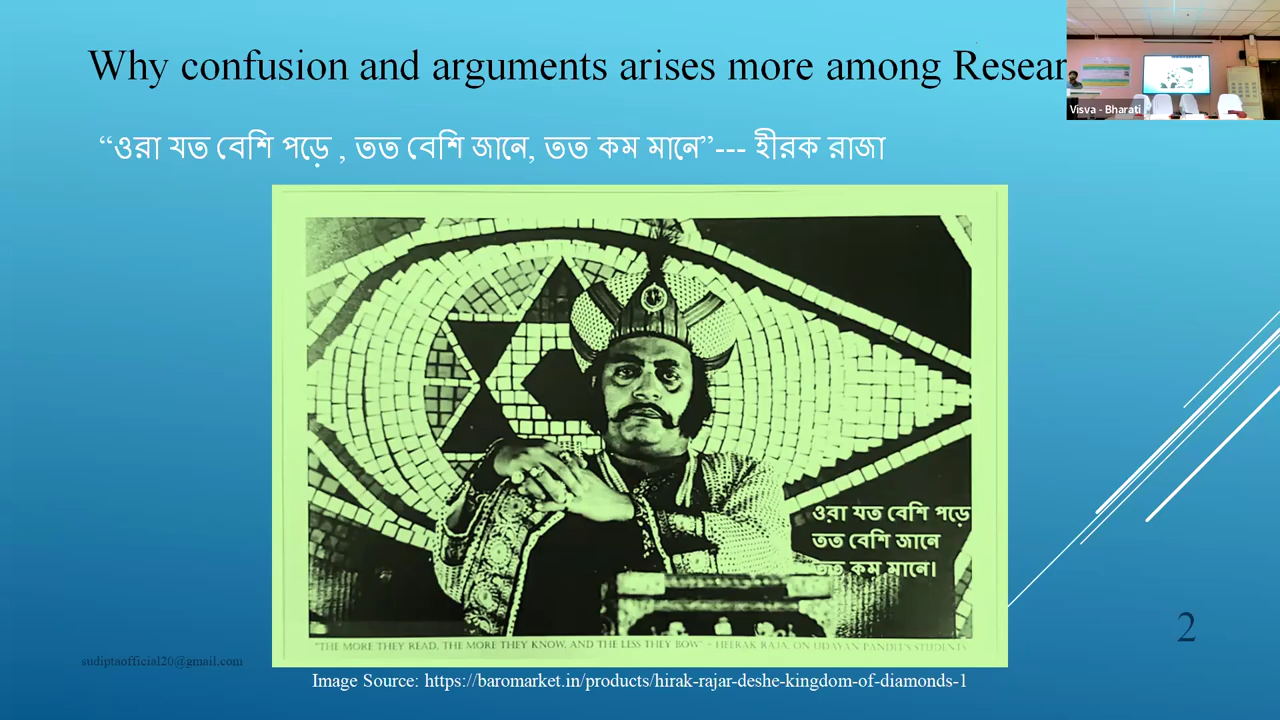 Why confusion and arguments arises more among Resear
“ওরা যত বেশি পড়ে , তত বেশি জানে, তত কম মানে”--- হীরক রাজা
Visva - Bharati
ওরা যত বেশি পড়ে
তত বেশি জানে
তত কম মানে।
"THE MORE THEY READ, THE MORE THEY KNOW, AND THE LESS THEY BOW" - HEERAK RAJA, ON UDAYAN PANDIT'S STUDENTS
2
sudiptaofficial20@gmail.com
Image Source: https://baromarket.in/products/hirak-rajar-deshe-kingdom-of-diamonds-1